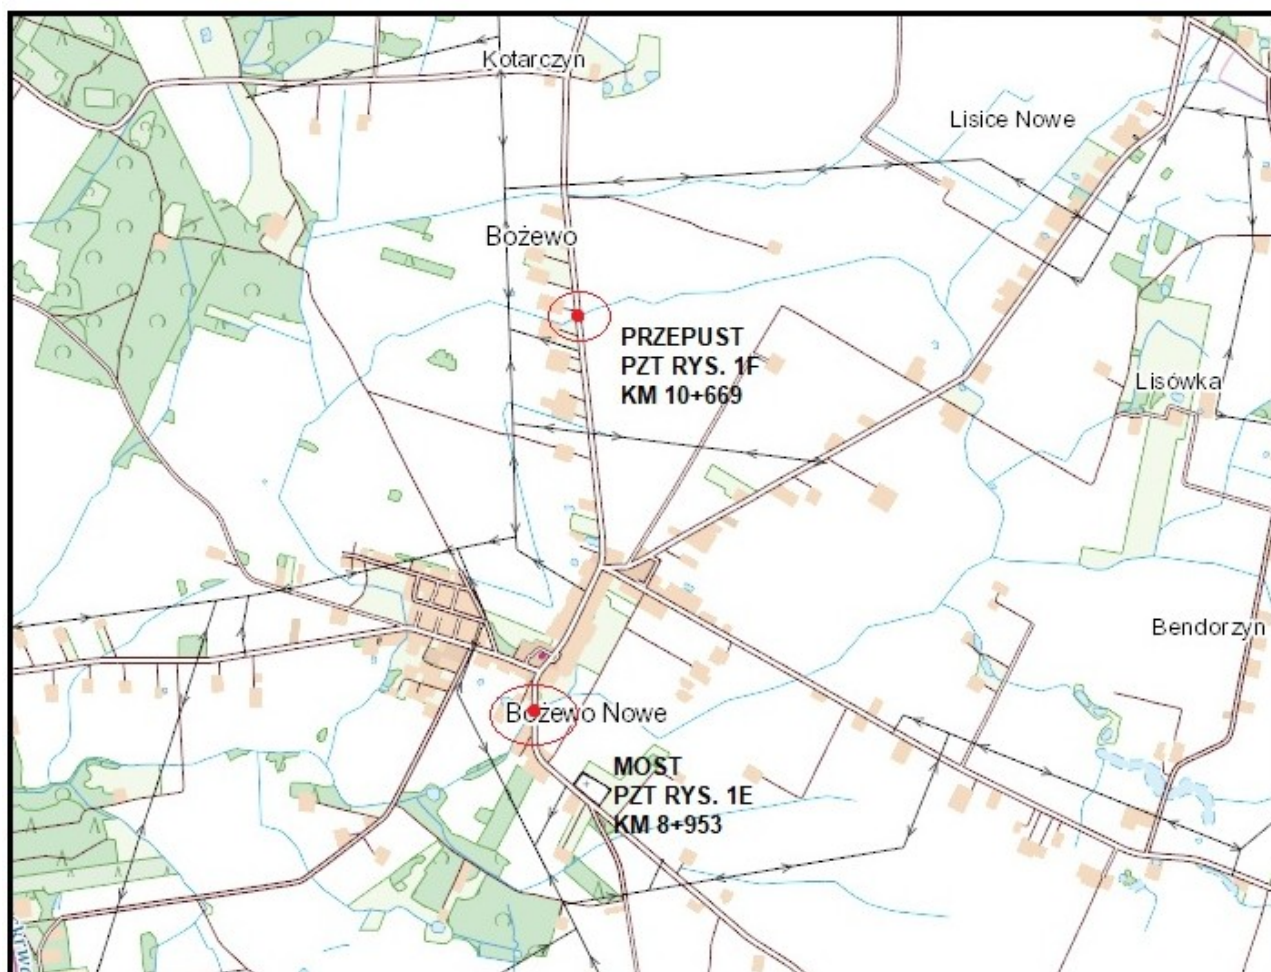 Kotarczyn
Lisice Nowe
Bożewo
PRZEPUST
PZT RYS. 1F
KM 10+669
Lisówka
Bendorzyn
Bożewo Nowe
MOST
PZT RYS. 1E
KM 8+953